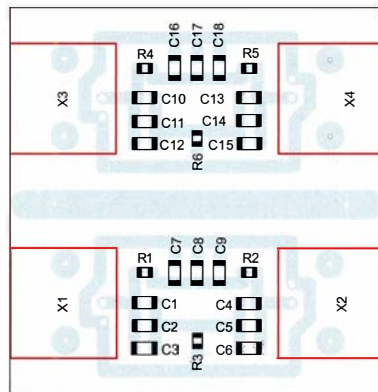 C16 C17 C18
R4 R5
X3 C10 C13 X4
C11 C14
C12 R6 C15
C7 C8 C9
R1 R2
X1 C1 C4 X2
C2 C5
C3 R3 C6